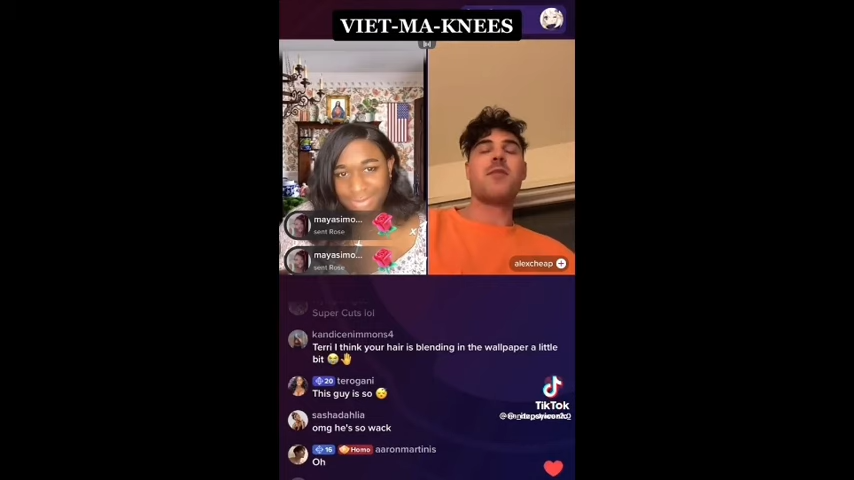 VIET-MA-KNEES
mayasimo...
sent Rose
mayasimo...
sent Rose
alexcheap
Super Cuts lol
kandicenimmons4
Terri I think your hair is blending in the wallpaper a little
bit 😭🤚
20 terogani
This guy is so 😴
sashadahlia
omg he's so wack
16 Homo aaronmartinis
Oh
TikTok